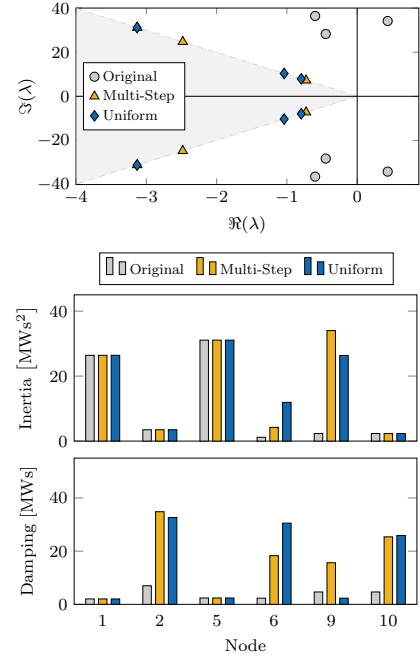 40
20
0
−20
−40
ℑ(λ)
Original
Multi-Step
Uniform
−4 −3 −2 −1 0
ℜ(λ)
Original Multi-Step Uniform
40
20
0
Inertia [MWs²]
40
20
0
Damping [MWs]
1 2 5 6 9 10
Node